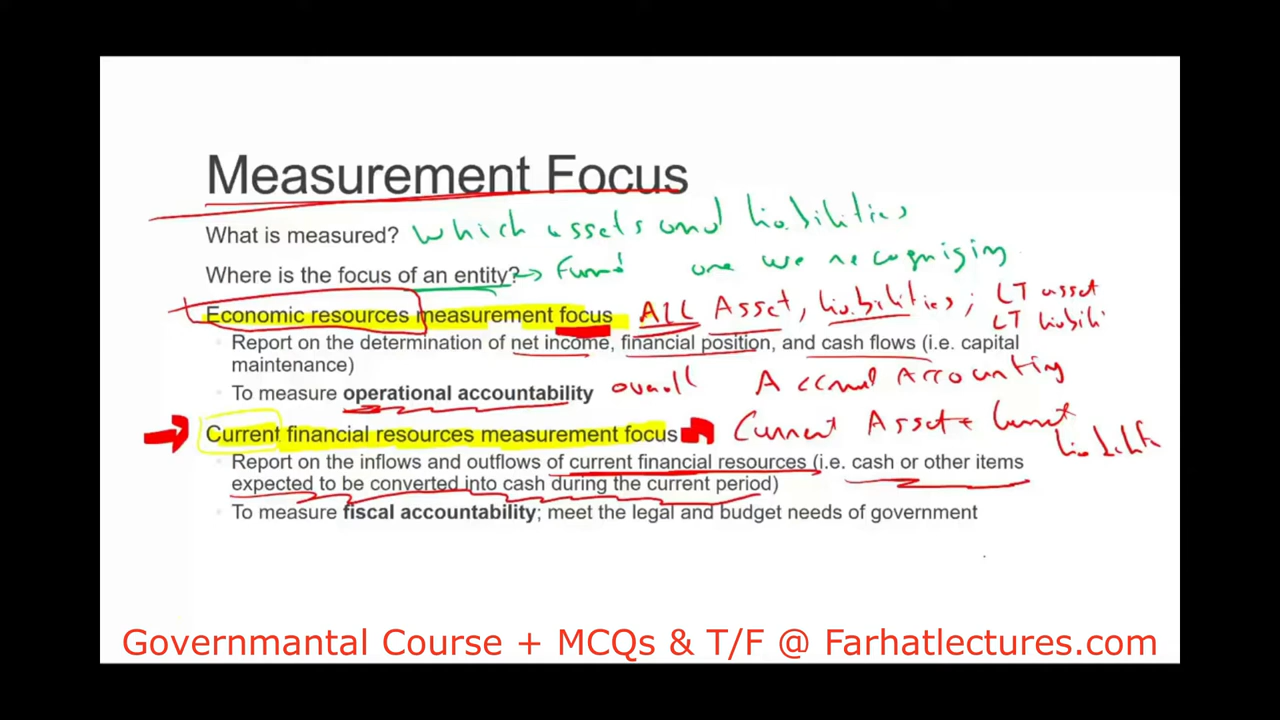 Measurement Focus
What is measured? Which assets and liabilities
Where is the focus of an entity? → Fund are we recognizing
Economic resources measurement focus All Asset, liabilities; LT asset
LT liabili
Report on the determination of net income, financial position, and cash flows (i.e. capital
maintenance)
To measure operational accountability overall Accrual Accounting
Current financial resources measurement focus Current Asset + Current
liabilit
Report on the inflows and outflows of current financial resources (i.e. cash or other items
expected to be converted into cash during the current period)
To measure fiscal accountability; meet the legal and budget needs of government
Governmantal Course + MCQs & T/F @ Farhatlectures.com